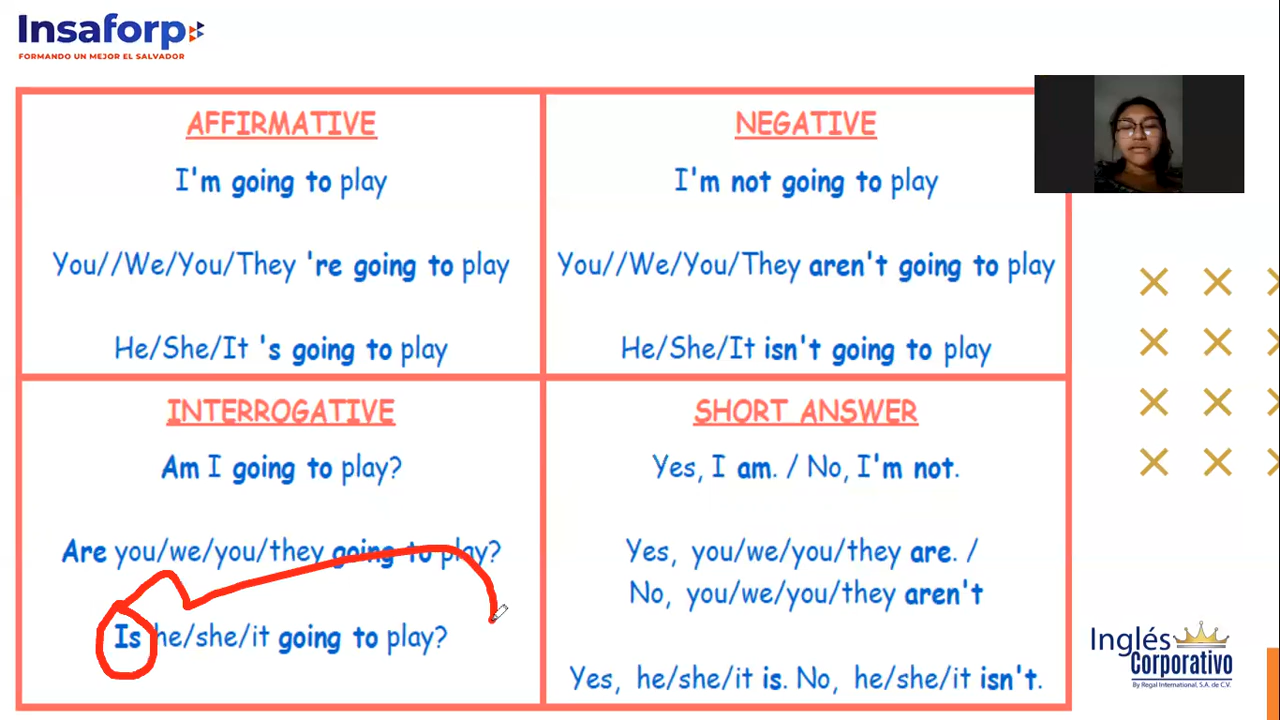 Insaforp
FORMANDO UN MEJOR EL SALVADOR
AFFIRMATIVE
I'm going to play
You//We/You/They 're going to play
He/She/It 's going to play
NEGATIVE
I'm not going to play
You//We/You/They aren't going to play
He/She/It isn't going to play
INTERROGATIVE
Am I going to play?
Are you/we/you/they going to play?
Is he/she/it going to play?
SHORT ANSWER
Yes, I am. / No, I'm not.
Yes, you/we/you/they are. /
No, you/we/you/they aren't
Yes, he/she/it is. No, he/she/it isn't.
Inglés
Corporativo
By Regal International, S.A. de C.V.